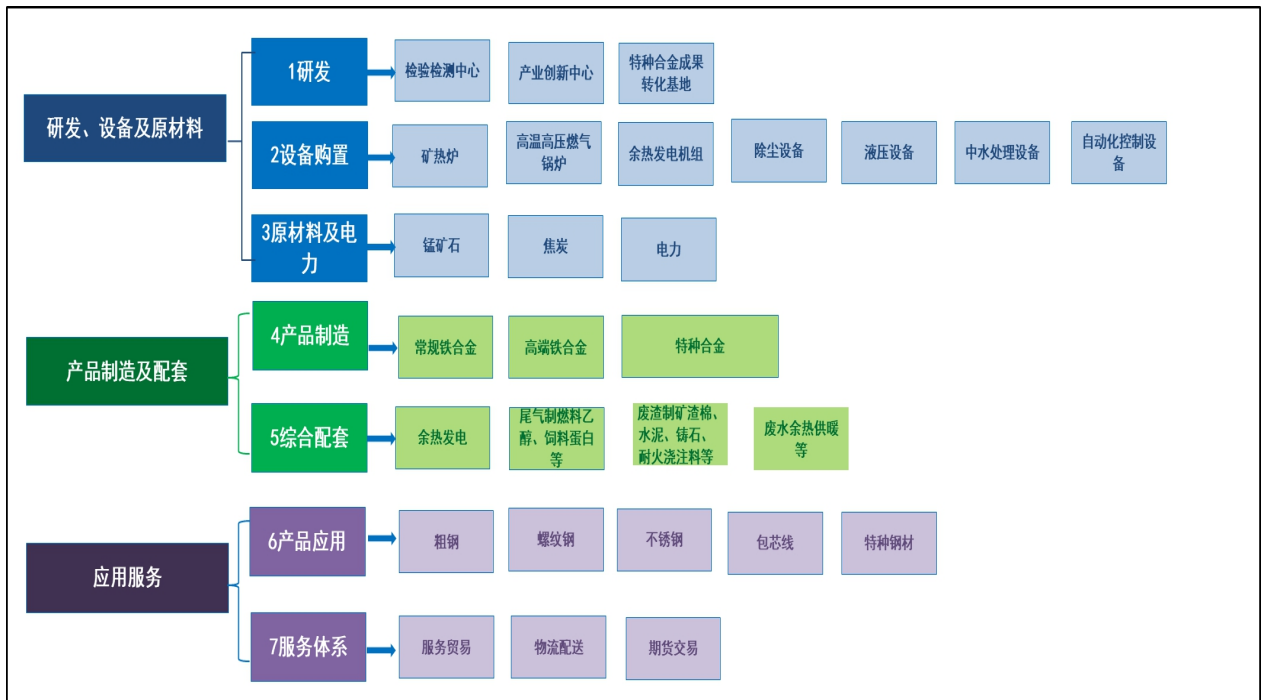 研发、设备及原材料
1研发
检验检测中心
产业创新中心
特种合金成果
转化基地
2设备购置
矿热炉
高温高压燃气
锅炉
余热发电机组
除尘设备
液压设备
中水处理设备
自动化控制设
备
3原材料及电
力
锰矿石
焦炭
电力
产品制造及配套
4产品制造
常规铁合金
高端铁合金
特种合金
5综合配套
余热发电
尾气制燃料乙
醇、饲料蛋白
等
废渣制矿渣棉、
水泥、铸石、
耐火浇注料等
废水余热供暖
等
应用服务
6产品应用
粗钢
螺纹钢
不锈钢
包芯线
特种钢材
7服务体系
服务贸易
物流配送
期货交易